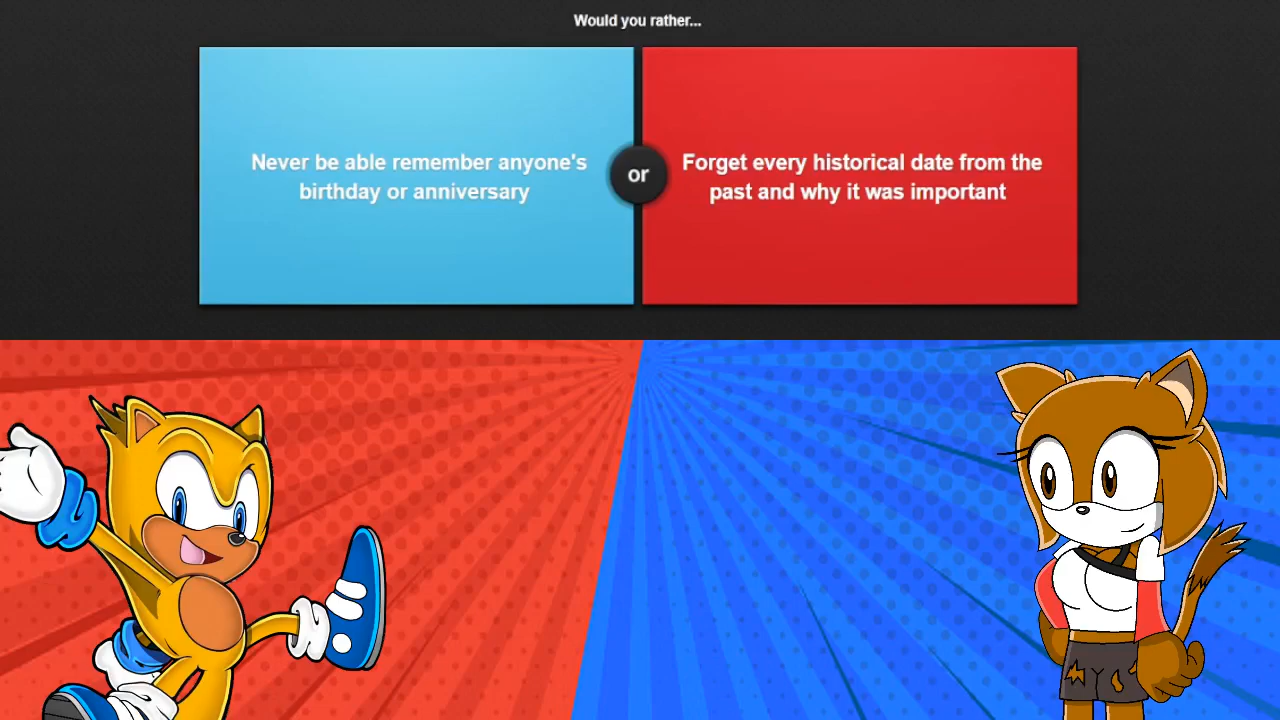 Would you rather...
Never be able remember anyone's
birthday or anniversary
or
Forget every historical date from the
past and why it was important